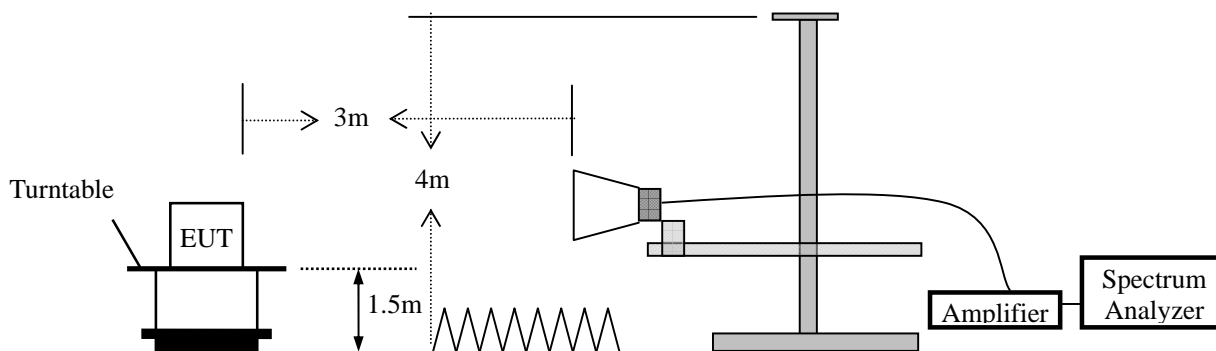 3m
4m
Turntable
EUT
1.5m
Amplifier
Spectrum
Analyzer